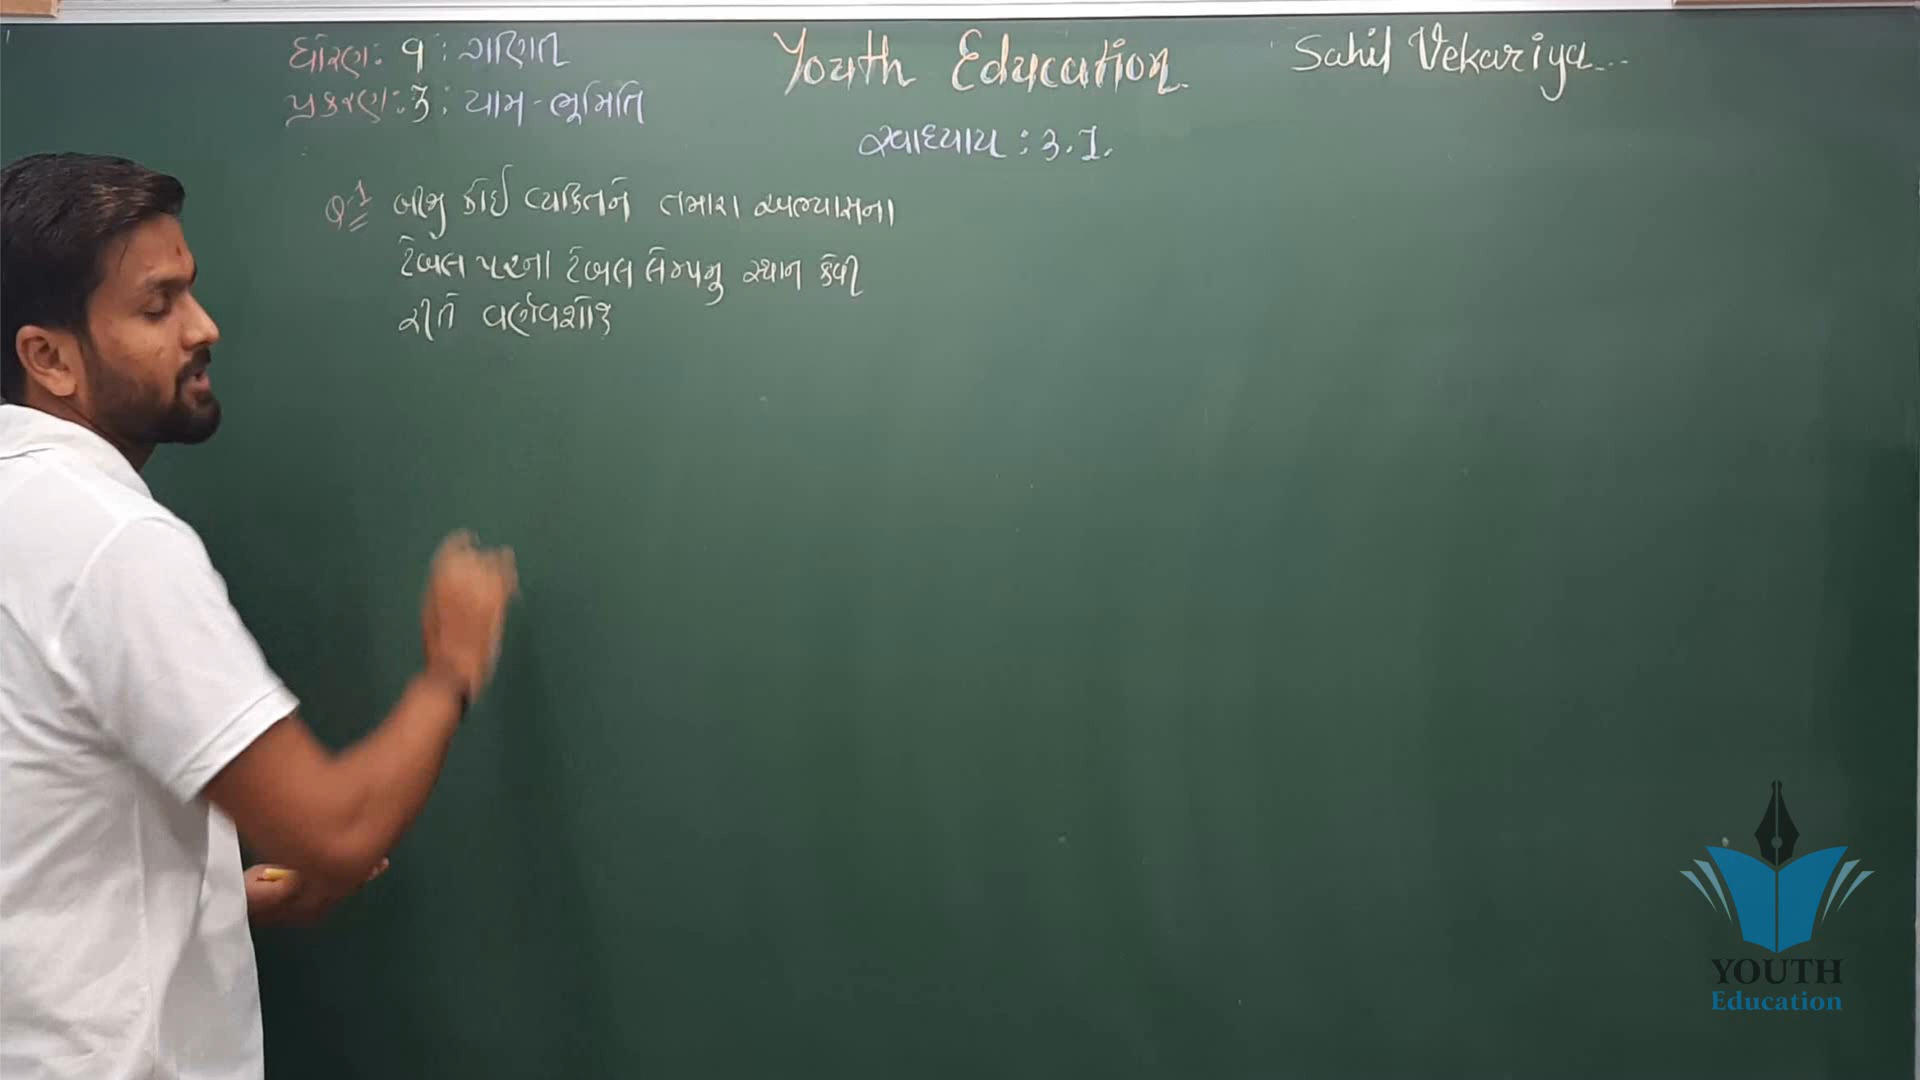 ધોરણ: 9 : ગણિત
પ્રકરણ: 3 : યામ-ભૂમિતિ
Youth Education.
Sahil Vekariya...
સ્વાધ્યાય : 3.1.
Q.1 બીજી કોઈ વ્યકિતને તમારા અભ્યાસના
ટેબલ પરના ટેબલ લેમ્પનુ સ્થાન કેવી
રીતે વર્ણવશો?
YOUTH
Education